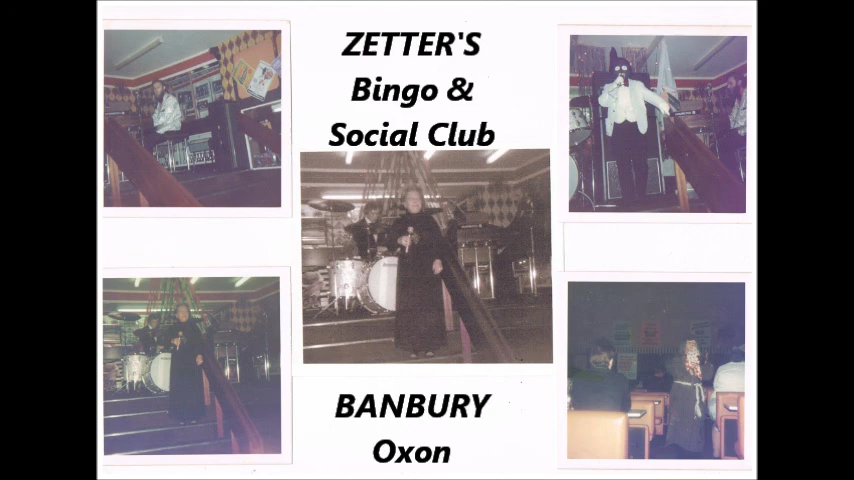 ZETTER'S
Bingo &
Social Club
BANBURY
Oxon